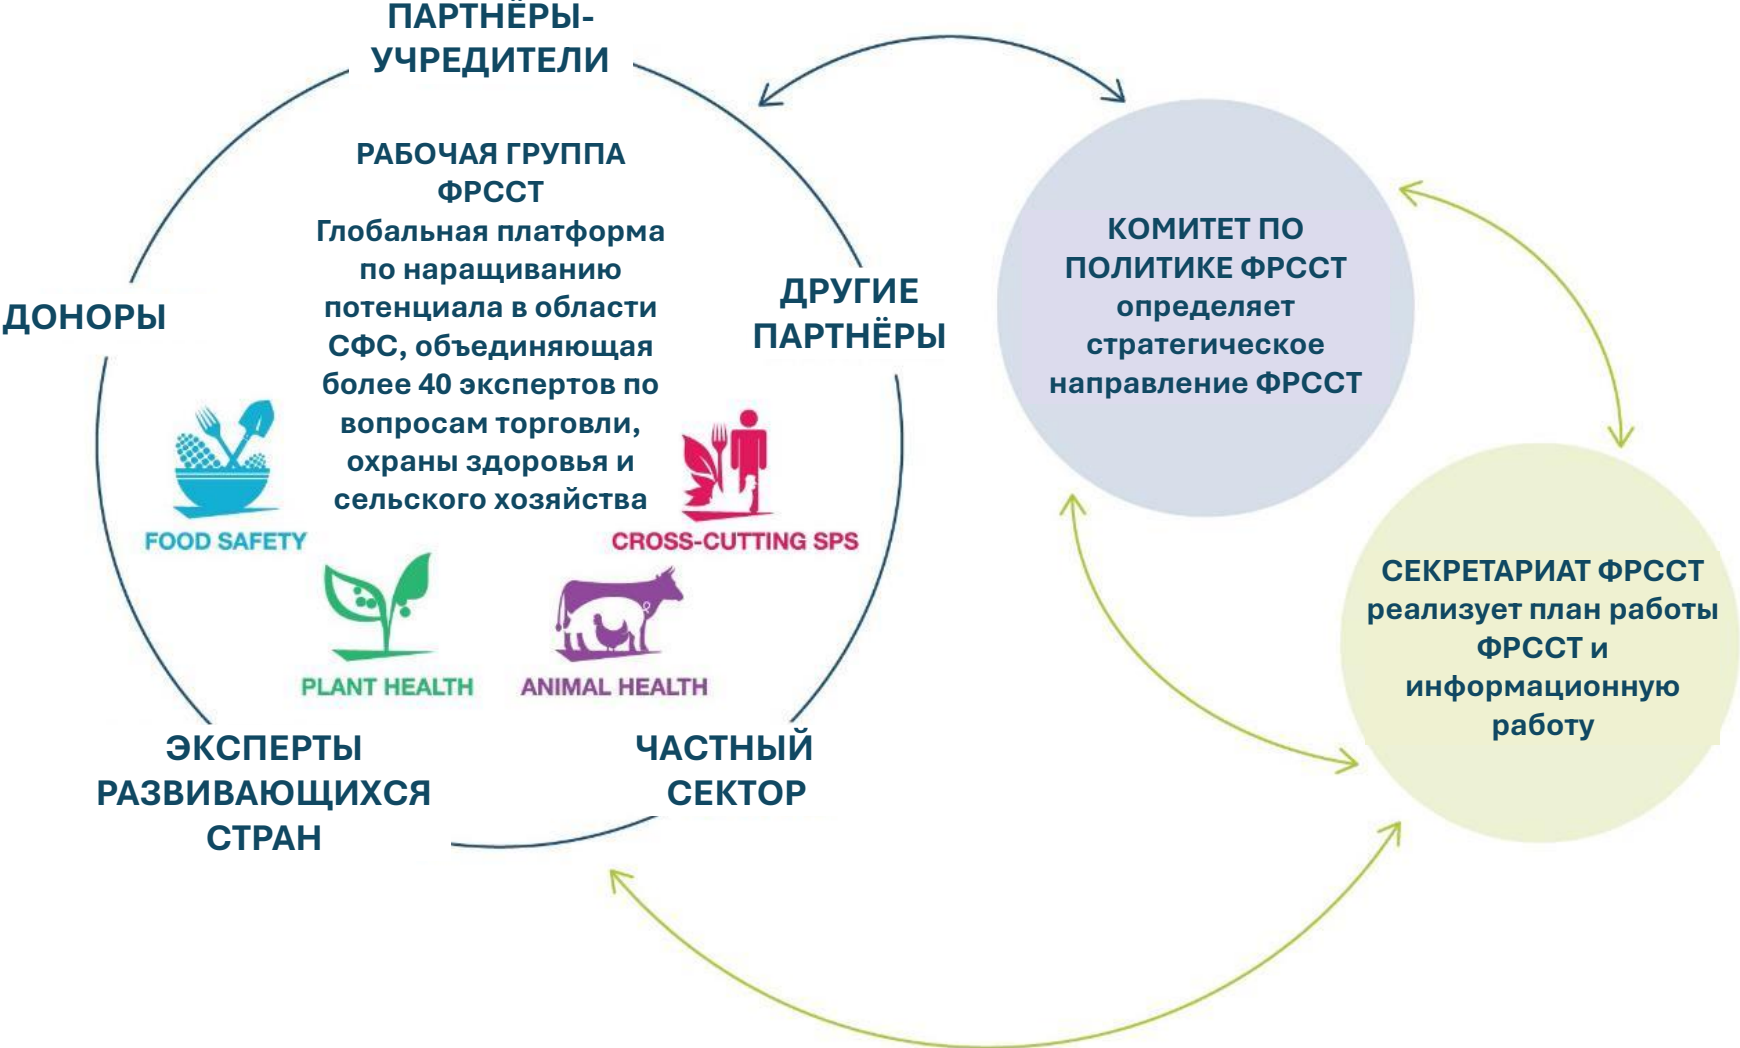 ПАРТНЁРЫ-
УЧРЕДИТЕЛИ
РАБОЧАЯ ГРУППА
ФРССТ
Глобальная платформа
по наращиванию
потенциала в области
СФС, объединяющая
более 40 экспертов по
вопросам торговли,
охраны здоровья и
сельского хозяйства
ДОНОРЫ
ДРУГИЕ
ПАРТНЁРЫ
FOOD SAFETY
CROSS-CUTTING SPS
PLANT HEALTH
ANIMAL HEALTH
ЭКСПЕРТЫ
РАЗВИВАЮЩИХСЯ
СТРАН
ЧАСТНЫЙ
СЕКТОР
КОМИТЕТ ПО
ПОЛИТИКЕ ФРССТ
определяет
стратегическое
направление ФРССТ
СЕКРЕТАРИАТ ФРССТ
реализует план работы
ФРССТ и
информационную
работу